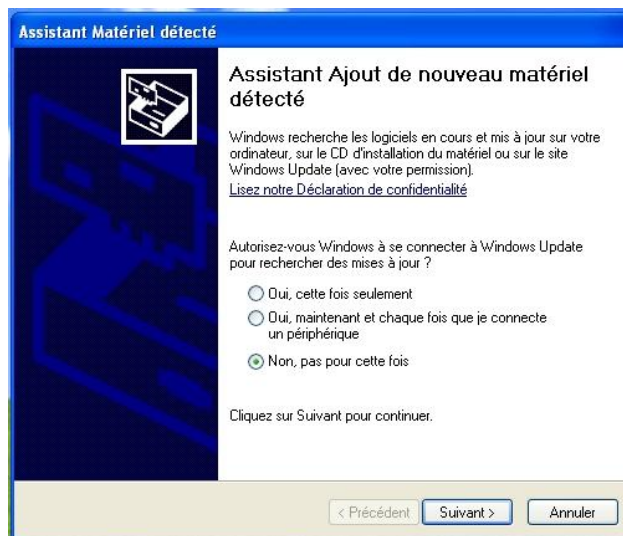 Assistant Matériel détecté
Assistant Ajout de nouveau matériel
détecté
Windows recherche les logiciels en cours et mis à jour sur votre
ordinateur, sur le CD d'installation du matériel ou sur le site
Windows Update (avec votre permission).
Lisez notre Déclaration de confidentialité
Autorisez-vous Windows à se connecter à Windows Update
pour rechercher des mises à jour ?
Oui, cette fois seulement
Oui, maintenant et chaque fois que je connecte
un périphérique
Non, pas pour cette fois
Cliquez sur Suivant pour continuer.
< Précédent Suivant > Annuler